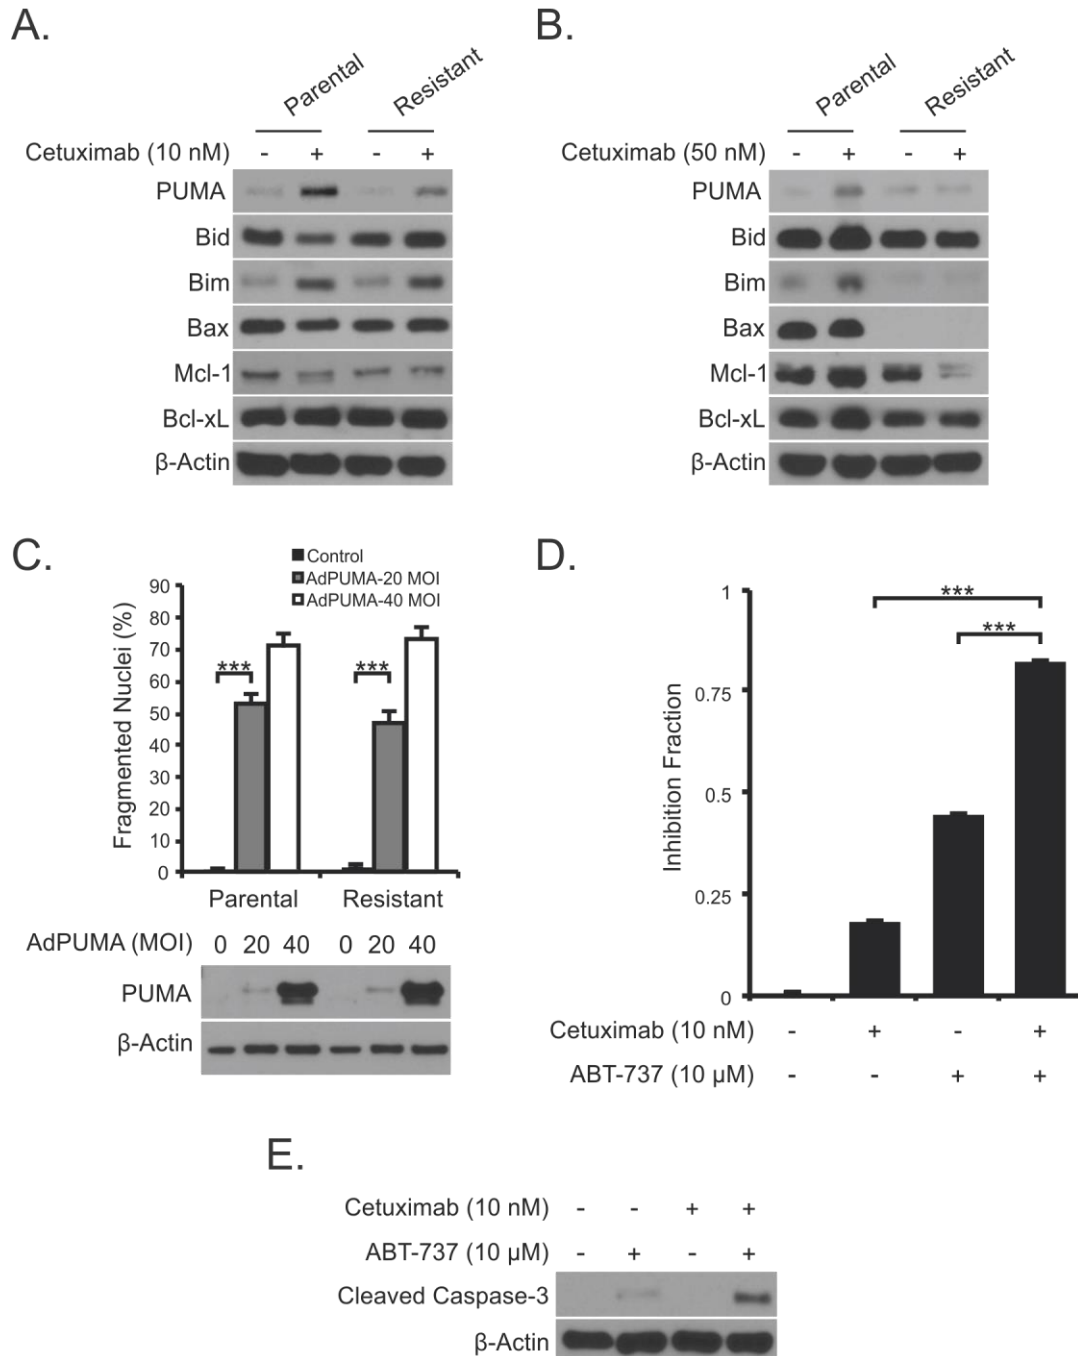 A.
Parental Resistant
Cetuximab (10 nM) - + - +
PUMA
Bid
Bim
Bax
Mcl-1
Bcl-xL
β-Actin
B.
Parental Resistant
Cetuximab (50 nM) - + - +
PUMA
Bid
Bim
Bax
Mcl-1
Bcl-xL
β-Actin
C.
Control
AdPUMA-20 MOI
AdPUMA-40 MOI
Fragmented Nuclei (%)
90
80
70
60
50
40
30
20
10
0
*** ***
Parental Resistant
AdPUMA (MOI) 0 20 40 0 20 40
PUMA
β-Actin
D.
Inhibition Fraction
1
0.75
0.5
0.25
0
***
***
Cetuximab (10 nM) - + - +
ABT-737 (10 µM) - - + +
E.
Cetuximab (10 nM) - - + +
ABT-737 (10 µM) - + - +
Cleaved Caspase-3
β-Actin